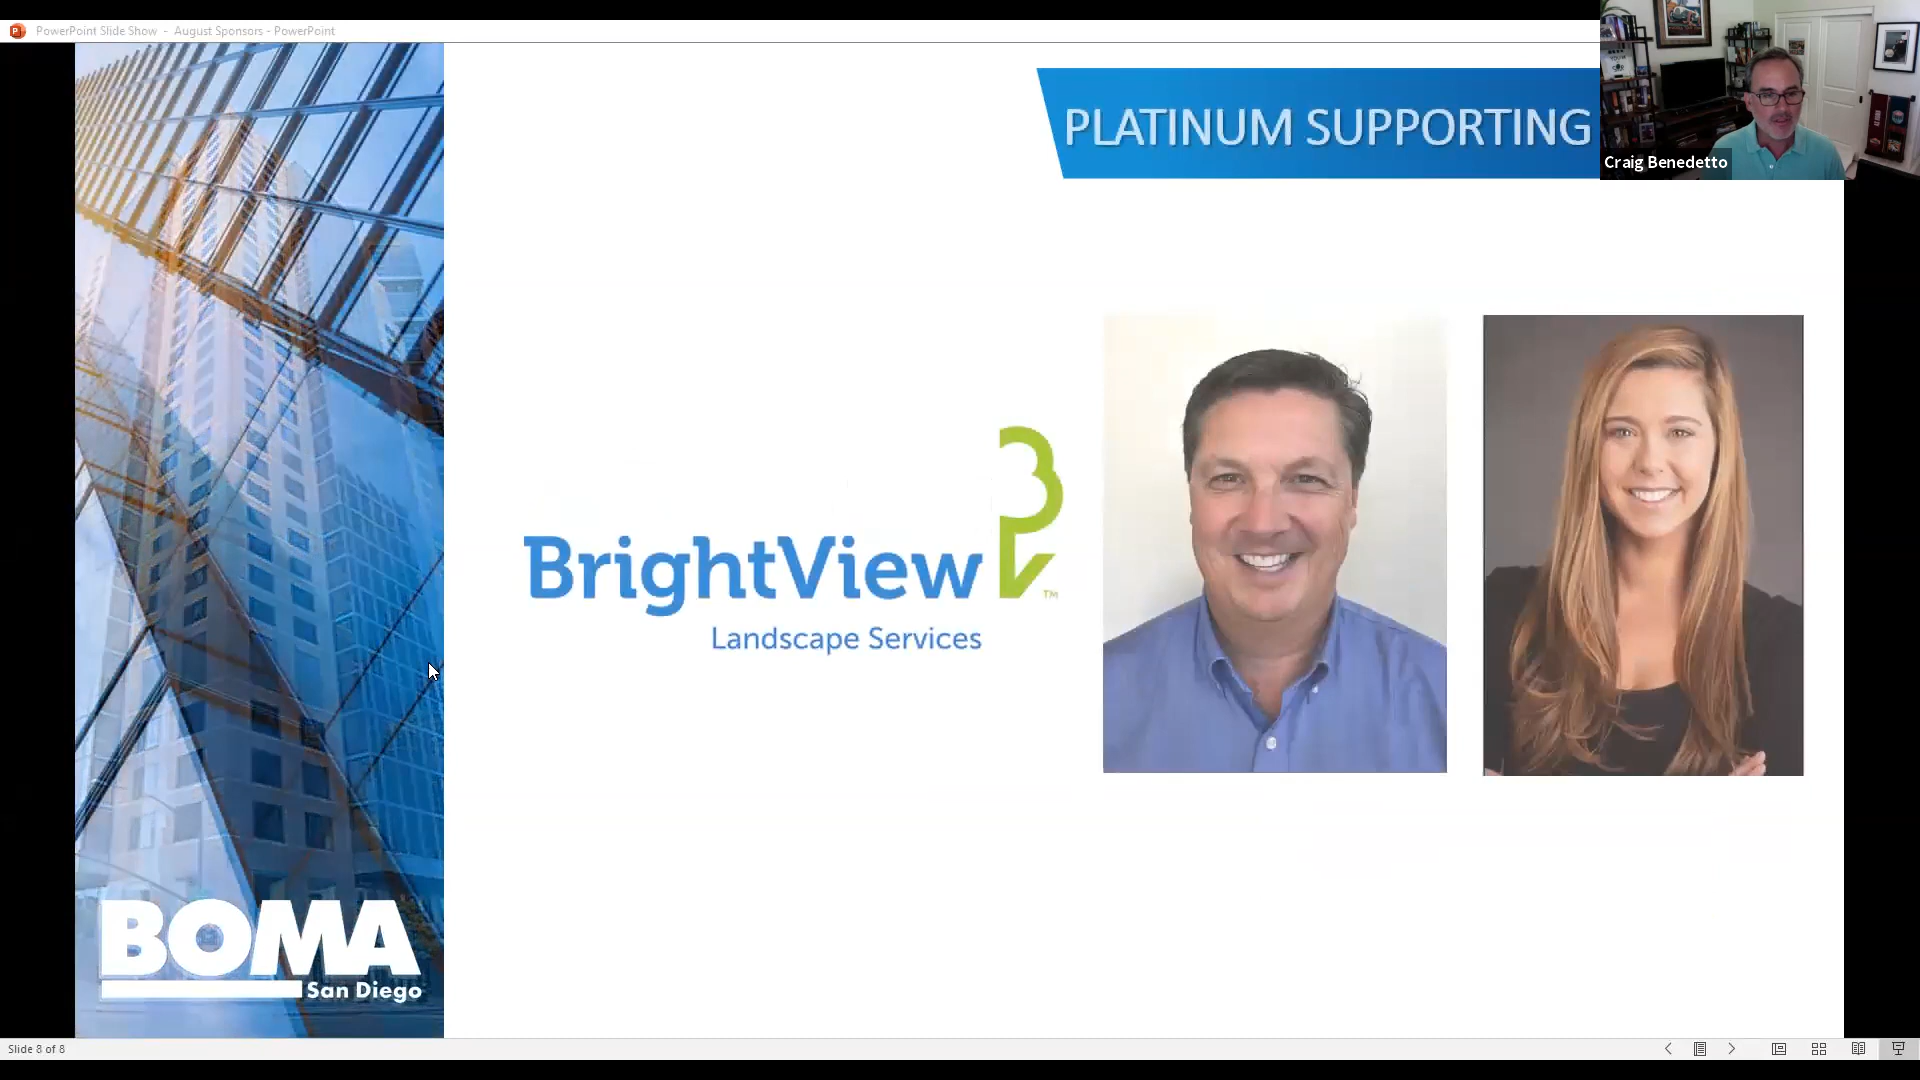 PowerPoint Slide Show - August Sponsors - PowerPoint
PLATINUM SUPPORTING
Craig Benedetto
BrightView
TM
Landscape Services
BOMA
San Diego
Slide 8 of 8